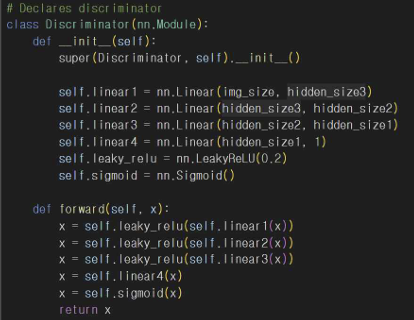 # Declares discriminator
class Discriminator(nn.Module):
    def __init__(self):
        super(Discriminator, self).__init__()

        self.linear1 = nn.Linear(img_size, hidden_size3)
        self.linear2 = nn.Linear(hidden_size3, hidden_size2)
        self.linear3 = nn.Linear(hidden_size2, hidden_size1)
        self.linear4 = nn.Linear(hidden_size1, 1)
        self.leaky_relu = nn.LeakyReLU(0.2)
        self.sigmoid = nn.Sigmoid()

    def forward(self, x):
        x = self.leaky_relu(self.linear1(x))
        x = self.leaky_relu(self.linear2(x))
        x = self.leaky_relu(self.linear3(x))
        x = self.linear4(x)
        x = self.sigmoid(x)
        return x